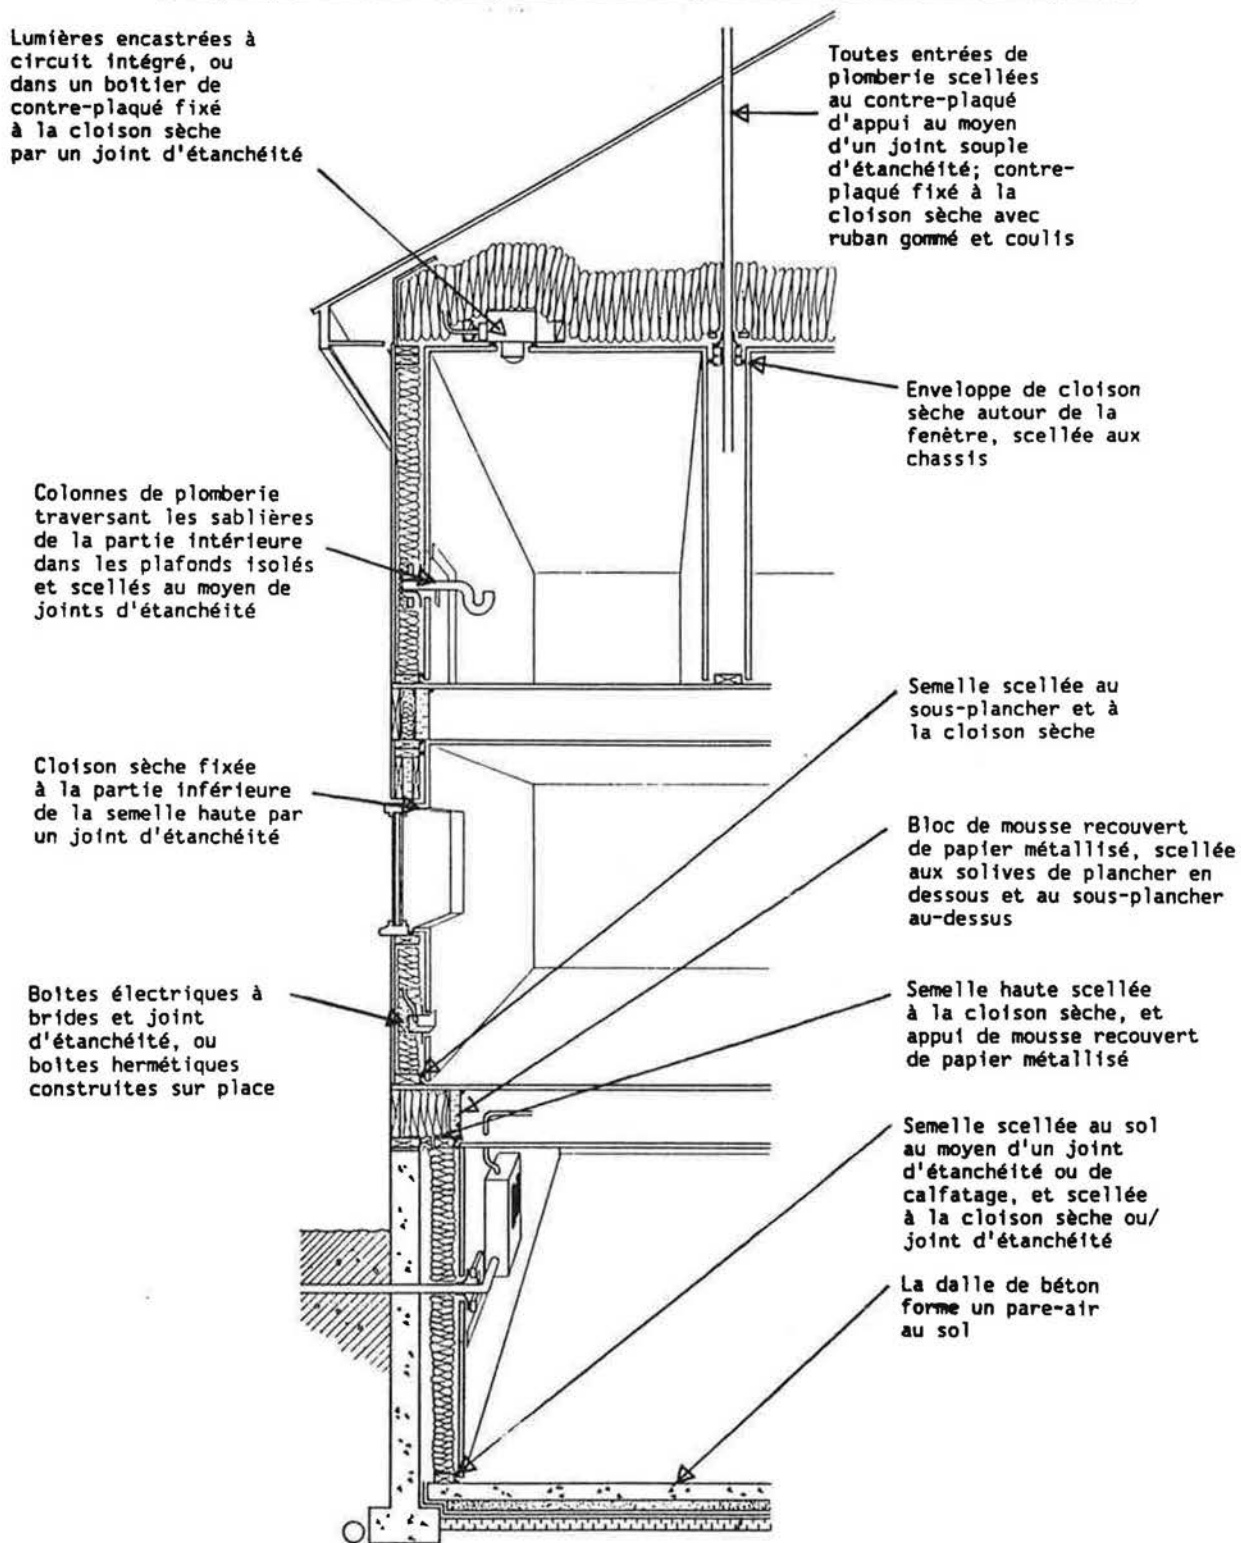 Lumières encastrées à
circuit intégré, ou
dans un boîtier de
contre-plaqué fixé
à la cloison sèche
par un joint d'étanchéité
Toutes entrées de
plomberie scellées
au contre-plaqué
d'appui au moyen
d'un joint souple
d'étanchéité; contre-
plaqué fixé à la
cloison sèche avec
ruban gommé et coulis
Enveloppe de cloison
sèche autour de la
fenêtre, scellée aux
chassis
Colonnes de plomberie
traversant les sablières
de la partie intérieure
dans les plafonds isolés
et scellés au moyen de
joints d'étanchéité
Semelle scellée au
sous-plancher et à
la cloison sèche
Cloison sèche fixée
à la partie inférieure
de la semelle haute par
un joint d'étanchéité
Bloc de mousse recouvert
de papier métallisé, scellée
aux solives de plancher en
dessous et au sous-plancher
au-dessus
Boîtes électriques à
brides et joint
d'étanchéité, ou
boîtes hermétiques
construites sur place
Semelle haute scellée
à la cloison sèche, et
appui de mousse recouvert
de papier métallisé
Semelle scellée au sol
au moyen d'un joint
d'étanchéité ou de
calfatage, et scellée
à la cloison sèche ou/
joint d'étanchéité
La dalle de béton
forme un pare-air
au sol